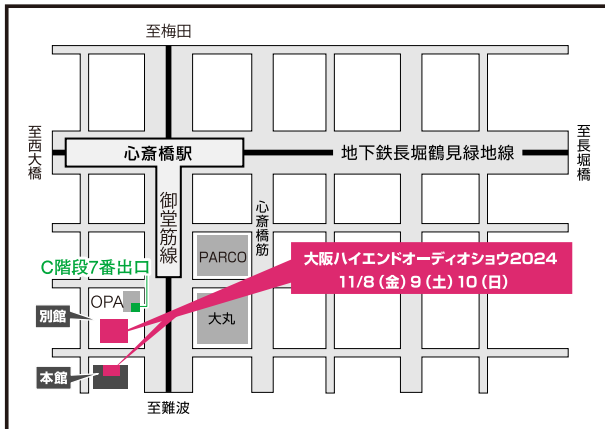 至梅田
至西大橋
心斎橋駅
地下鉄長堀鶴見緑地線
至長堀橋
御堂筋線
心斎橋筋
C階段7番出口
PARCO
大阪ハイエンドオーディオショウ2024
11/8(金)9(土)10(日)
OPA
別館
大丸
本館
至難波